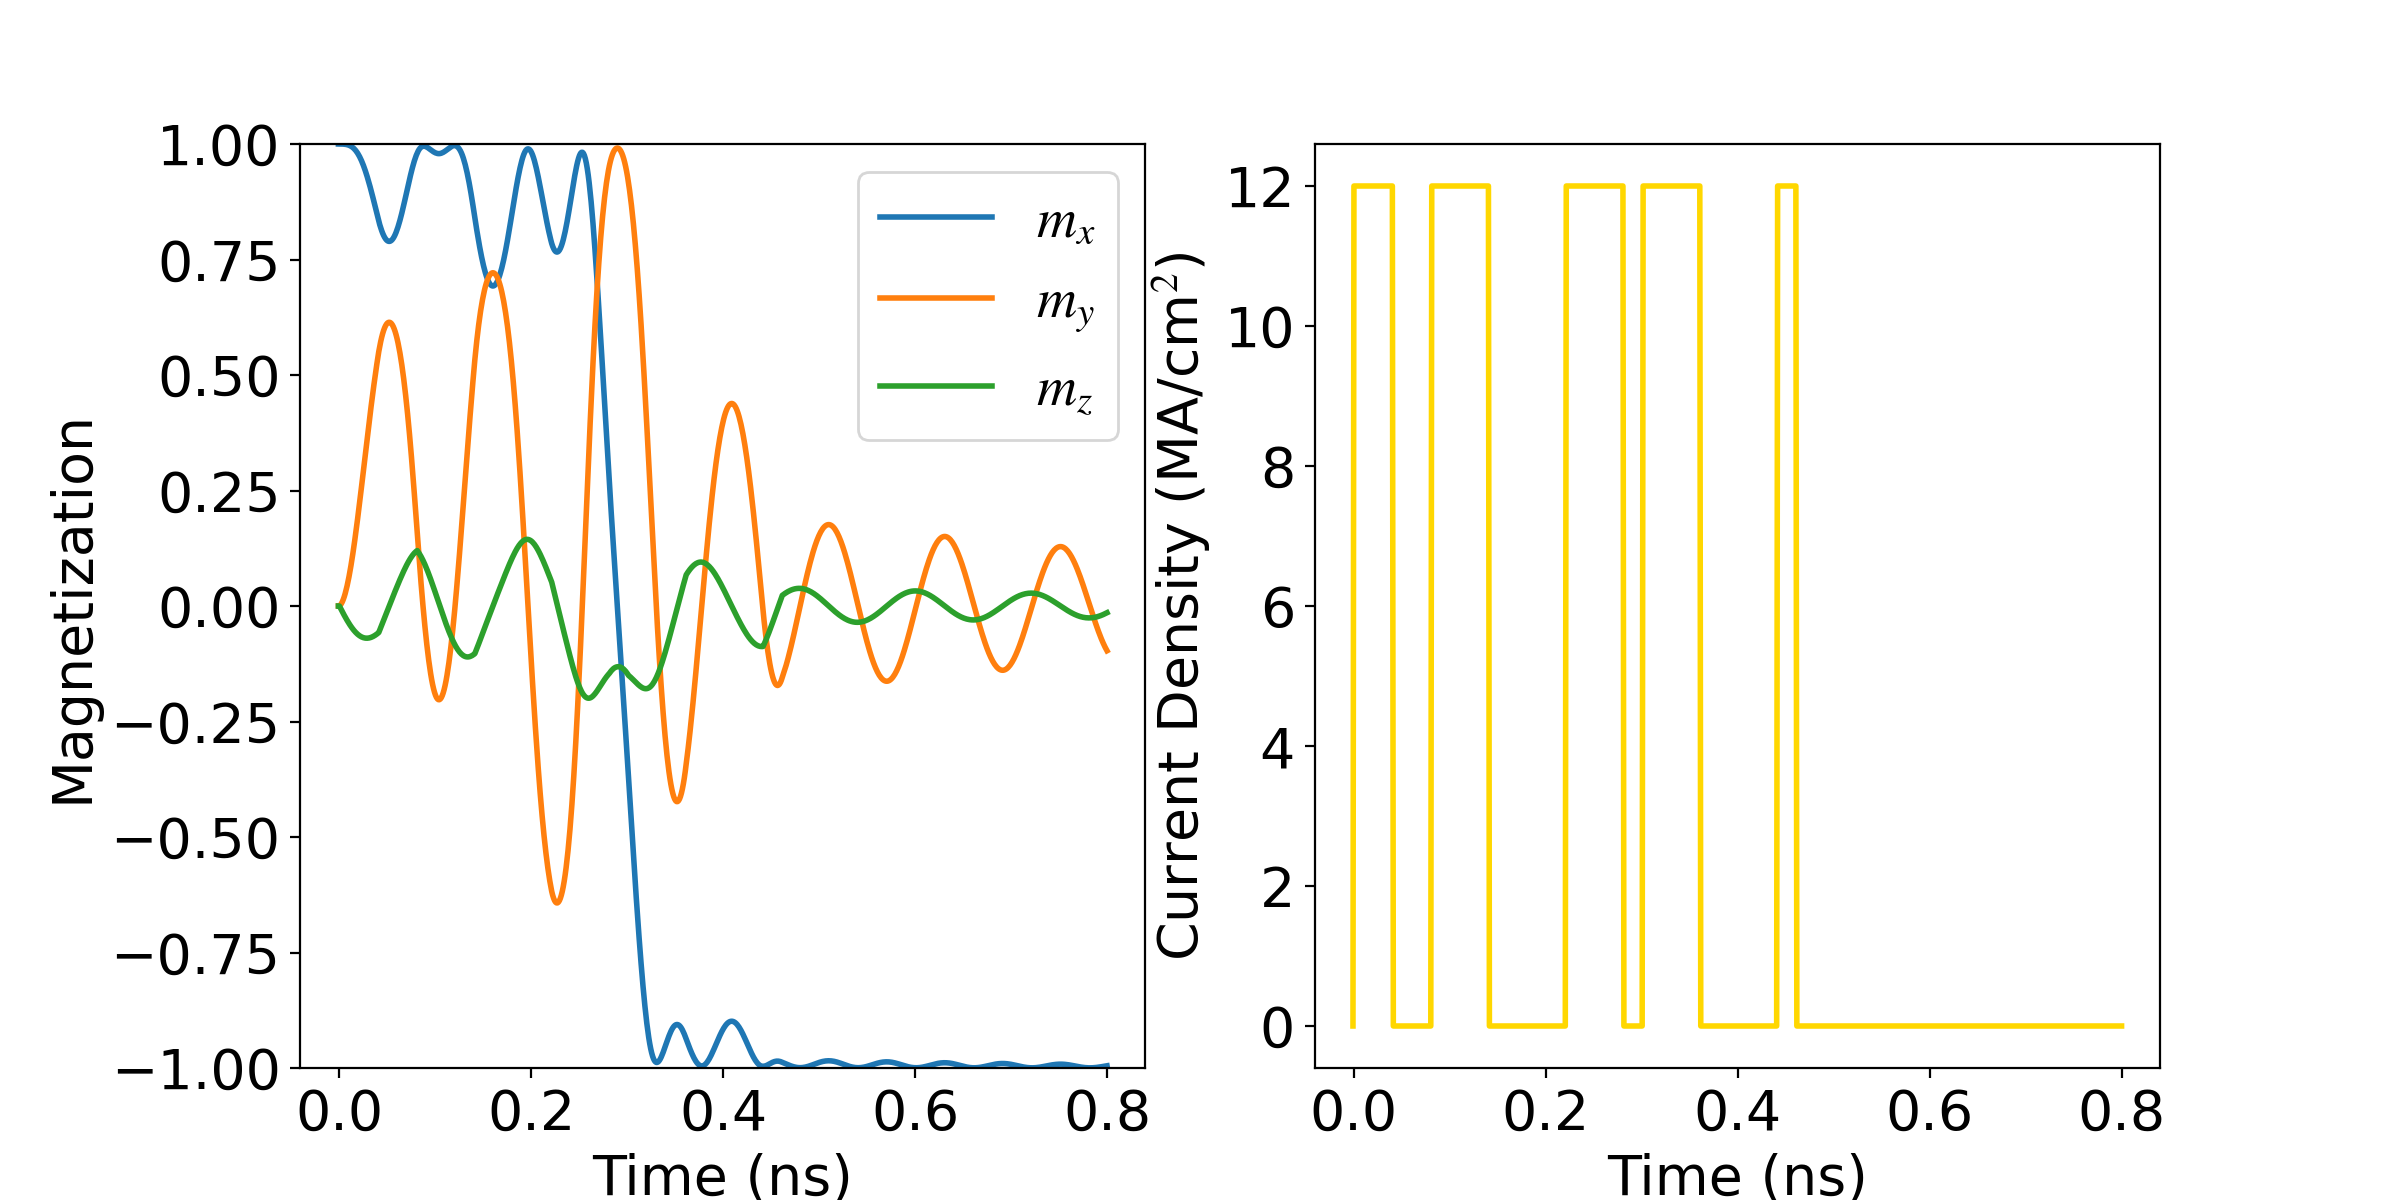 Magnetization
1.00
0.75
0.50
0.25
0.00
−0.25
−0.50
−0.75
−1.00
0.0 0.2 0.4 0.6 0.8
Time (ns)
m_x
m_y
m_z
Current Density (MA/cm²)
12
10
8
6
4
2
0
0.0 0.2 0.4 0.6 0.8
Time (ns)